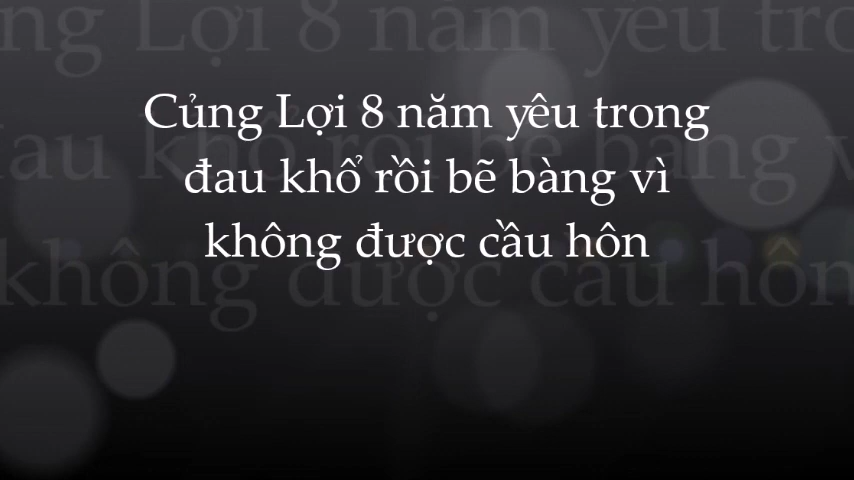 Củng Lợi 8 năm yêu trong
đau khổ rồi bẽ bàng vì
không được cầu hôn